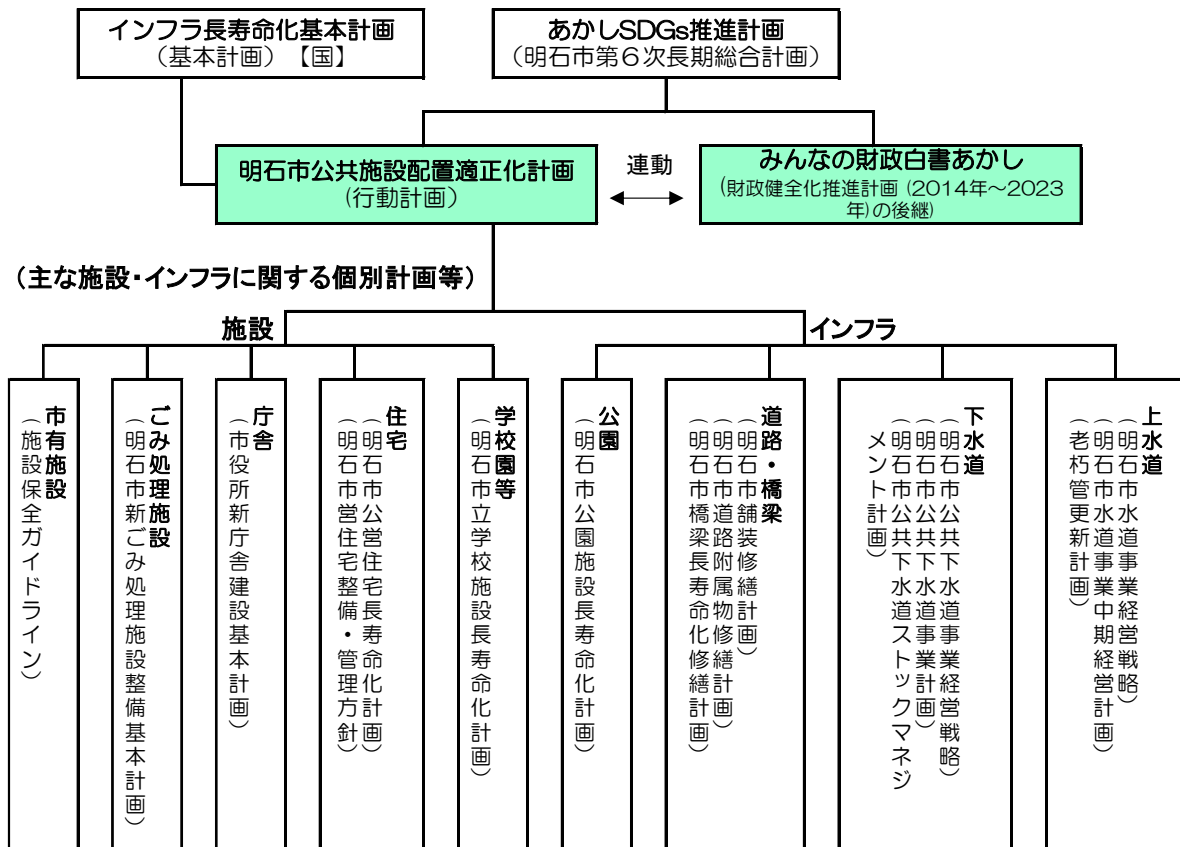 インフラ長寿命化基本計画
（基本計画）【国】
あかしSDGs推進計画
（明石市第６次長期総合計画）
明石市公共施設配置適正化計画
(行動計画）
連動
みんなの財政白書あかし
(財政健全化推進計画（2014年～2023
年)の後継)
（主な施設・インフラに関する個別計画等）
施設
インフラ
市有施設
（施設保全ガイドライン）
ごみ処理施設
（明石市新ごみ処理施設整備基本計画）
庁舎
（市役所新庁舎建設基本計画）
住宅
（明石市公営住宅長寿命化計画）
（明石市営住宅整備・管理方針）
学校園等
（明石市立学校施設長寿命化計画）
公園
（明石市公園施設長寿命化計画）
道路・橋梁
（明石市舗装修繕計画）
（明石市道路附属物修繕計画）
（明石市橋梁長寿命化修繕計画）
下水道
（明石市公共下水道事業経営戦略）
（明石市公共下水道事業計画）
（明石市公共下水道ストックマネジ
メント計画）
上水道
（明石市水道事業経営戦略）
（明石市水道事業中期経営計画）
（老朽管更新計画）